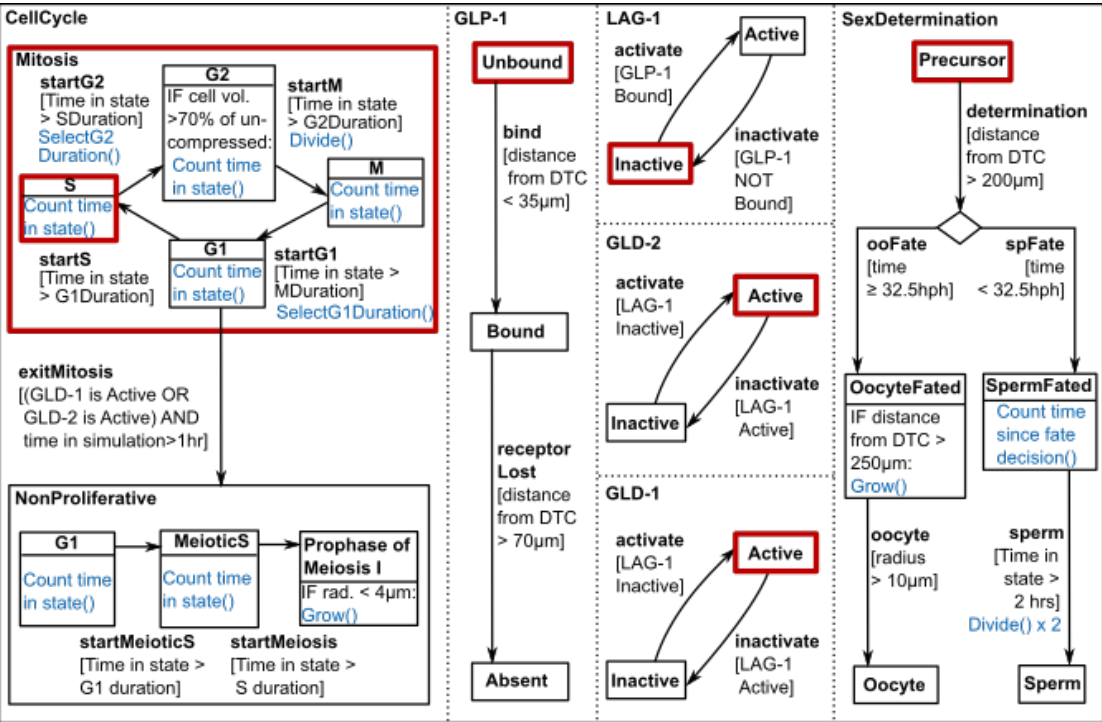 CellCycle
Mitosis
startG2
[Time in state
> SDuration]
SelectG2
Duration()
G2
IF cell vol.
>70% of un-
compressed:
Count time
in state()
startM
[Time in state
> G2Duration]
Divide()
S
Count time
in state()
M
Count time
in state()
startS
[Time in state
> G1Duration]
G1
Count time
in state()
startG1
[Time in state >
MDuration]
SelectG1Duration()
exitMitosis
[((GLD-1 is Active OR
GLD-2 is Active) AND
time in simulation>1hr]
NonProliferative
G1
Count time
in state()
MeioticS
Count time
in state()
Prophase of
Meiosis I
IF rad. < 4µm:
Grow()
startMeioticS
[Time in state >
G1 duration]
startMeiosis
[Time in state >
S duration]
GLP-1
Unbound
bind
[distance
from DTC
< 35µm]
Bound
receptor
Lost
[distance
from DTC
> 70µm]
Absent
LAG-1
activate
[GLP-1
Bound]
Active
Inactive
inactivate
[GLP-1
NOT
Bound]
GLD-2
activate
[LAG-1
Inactive]
Active
Inactive
inactivate
[LAG-1
Active]
GLD-1
activate
[LAG-1
Inactive]
Active
Inactive
inactivate
[LAG-1
Active]
SexDetermination
Precursor
determination
[distance
from DTC
> 200µm]
ooFate
[time
≥ 32.5hph]
spFate
[time
< 32.5hph]
OocyteFated
IF distance
from DTC >
250µm:
Grow()
SpermFated
Count time
since fate
decision()
oocyte
[radius
> 10µm]
sperm
[Time in
state >
2 hrs]
Divide() x 2
Oocyte
Sperm